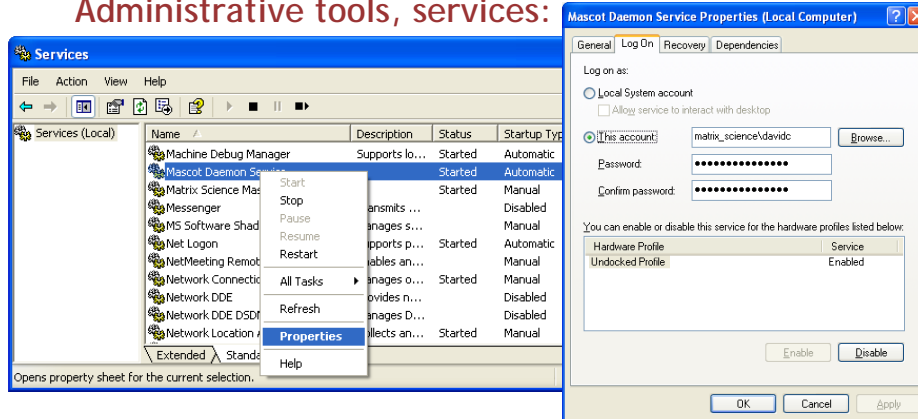 Administrative tools, services:
Services
File Action View Help
Services (Local)
Name Description Status Startup Typ
Machine Debug Manager Supports lo... Started Automatic
Mascot Daemon Service Started Automatic
Matrix Science Mas Started Manual
Messenger ansmits ... Disabled
MS Software Shad anages s... Manual
Net Logon upports p... Started Automatic
NetMeeting Remot ables an... Manual
Network Connectio anages o... Started Manual
Network DDE ovides n... Disabled
Network DDE DSD anages D... Disabled
Network Location A llects an... Started Manual
Start
Stop
Pause
Resume
Restart
All Tasks
Refresh
Properties
Help
Extended Standa
Opens property sheet for the current selection.
Mascot Daemon Service Properties (Local Computer)
General Log On Recovery Dependencies
Log on as:
Local System account
Allow service to interact with desktop
This account: matrix_science\davidc Browse...
Password: •••••••••••••••
Confirm password: •••••••••••••••
You can enable or disable this service for the hardware profiles listed below:
Hardware Profile Service
Undocked Profile Enabled
Enable Disable
OK Cancel Apply